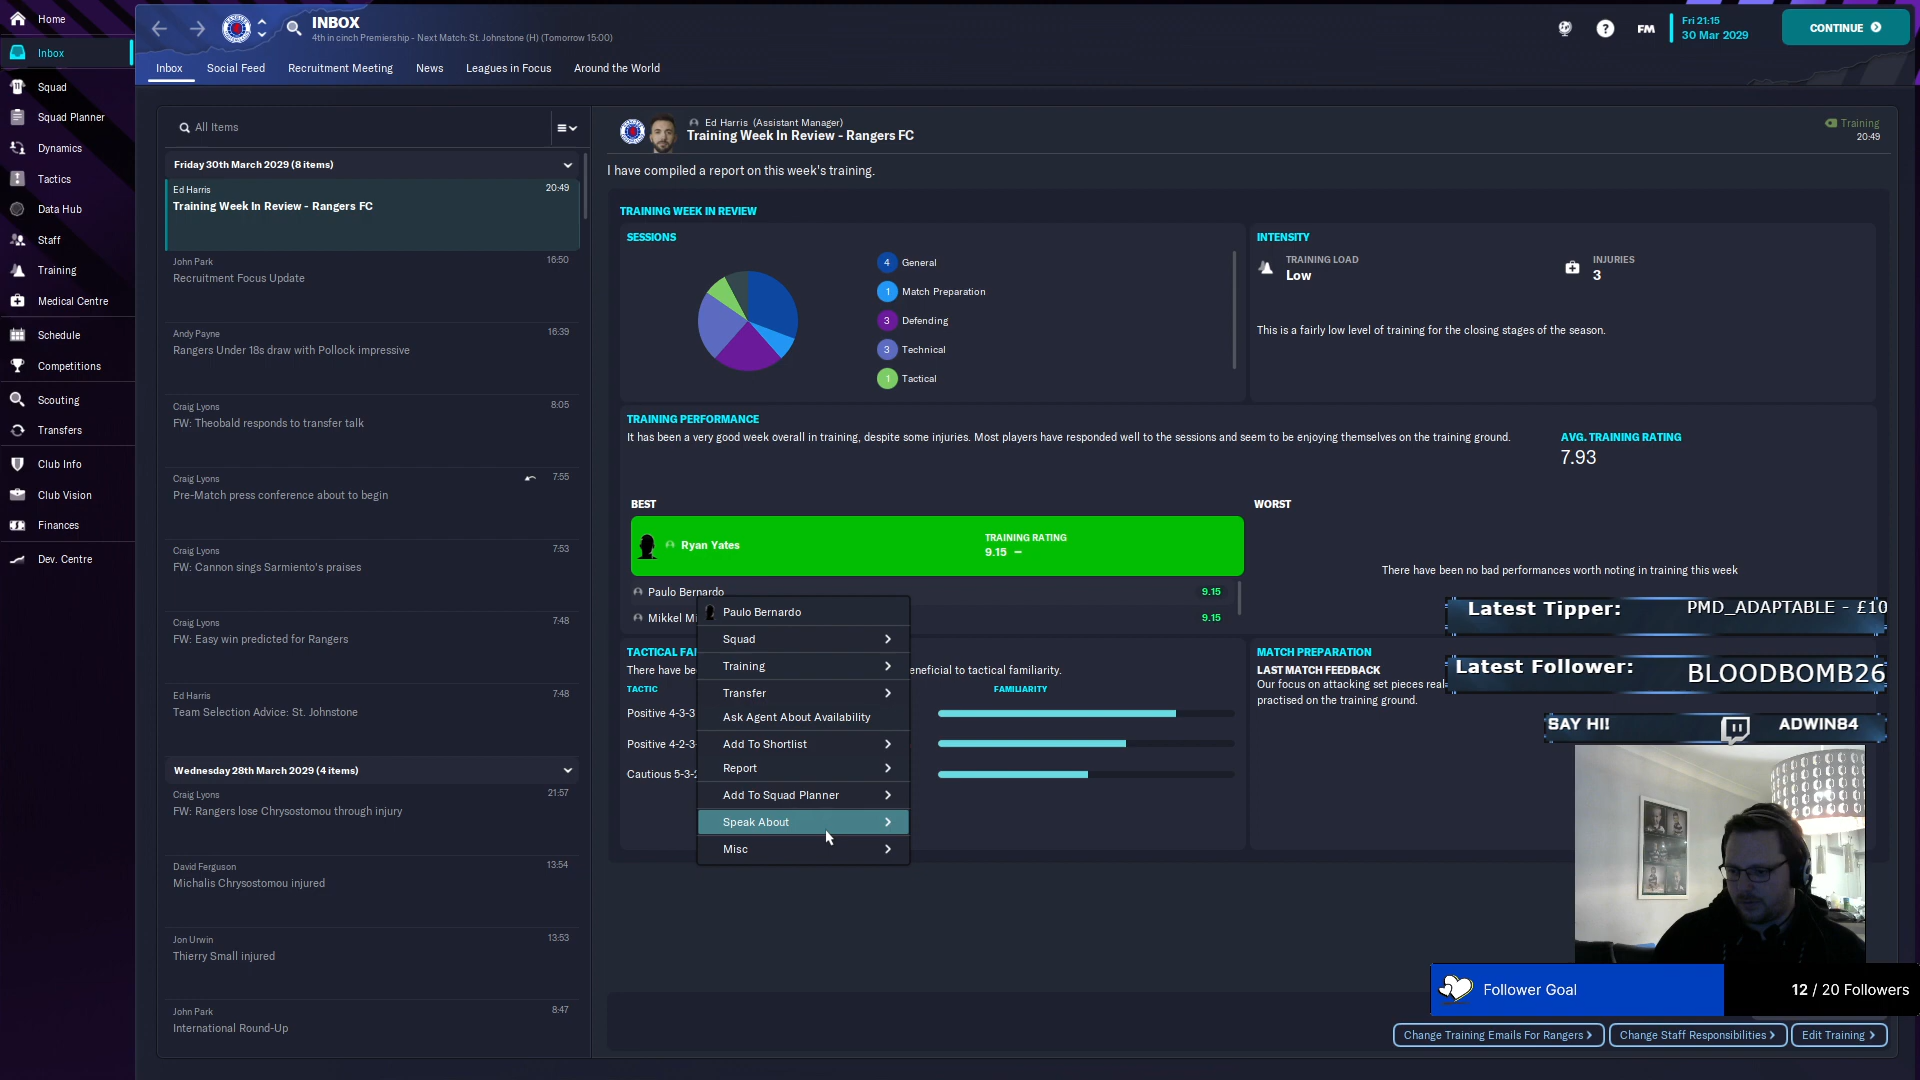 Home
Inbox
Squad
Squad Planner
Dynamics
Tactics
Data Hub
Staff
Training
Medical Centre
Schedule
Competitions
Scouting
Transfers
Club Info
Club Vision
Finances
Dev. Centre
INBOX
4th in cinch Premiership - Next Match: St. Johnstone (H) (Tomorrow 15:00)
FM
Fri 21:15
30 Mar 2029
CONTINUE
Inbox Social Feed Recruitment Meeting News Leagues in Focus Around the World
All Items
Friday 30th March 2029 (8 items)
Ed Harris 20:49
Training Week In Review - Rangers FC
John Park 16:50
Recruitment Focus Update
Andy Payne 16:39
Rangers Under 18s draw with Pollock impressive
Craig Lyons 8:05
FW: Theobald responds to transfer talk
Craig Lyons 7:55
Pre-Match press conference about to begin
Craig Lyons 7:53
FW: Cannon sings Sarmiento's praises
Craig Lyons 7:48
FW: Easy win predicted for Rangers
Ed Harris 7:48
Team Selection Advice: St. Johnstone
Wednesday 28th March 2029 (4 items)
Craig Lyons 21:57
FW: Rangers lose Chrysostomou through injury
David Ferguson 13:54
Michalis Chrysostomou injured
Jon Urwin 13:53
Thierry Small injured
John Park 8:47
International Round-Up
Ed Harris (Assistant Manager)
Training Week In Review - Rangers FC
Training
20:49
I have compiled a report on this week's training.
TRAINING WEEK IN REVIEW
SESSIONS
4 General
1 Match Preparation
3 Defending
3 Technical
1 Tactical
INTENSITY
TRAINING LOAD
Low
INJURIES
3
This is a fairly low level of training for the closing stages of the season.
TRAINING PERFORMANCE
It has been a very good week overall in training, despite some injuries. Most players have responded well to the sessions and seem to be enjoying themselves on the training ground.
AVG. TRAINING RATING
7.93
BEST
Ryan Yates
TRAINING RATING
9.15 –
Paulo Bernardo 9.15
Mikkel 9.15
WORST
There have been no bad performances worth noting in training this week
Paulo Bernardo
Squad
Training
Transfer
Ask Agent About Availability
Add To Shortlist
Report
Add To Squad Planner
Speak About
Misc
TACTICAL
There have eneficial to tactical familiarity.
TACTIC FAMILIARITY
Positive 4-3-3
Positive 4-2-3
Cautious 5-3-2
MATCH PREPARATION
LAST MATCH FEEDBACK
Our focus on attacking set pieces
practised on the training ground.
Latest Tipper: PMD_ADAPTABLE - £10
Latest Follower: BLOODBOMB26
SAY HI! ADWIN84
Follower Goal 12 / 20 Followers
Change Training Emails For Rangers
Change Staff Responsibilities
Edit Training